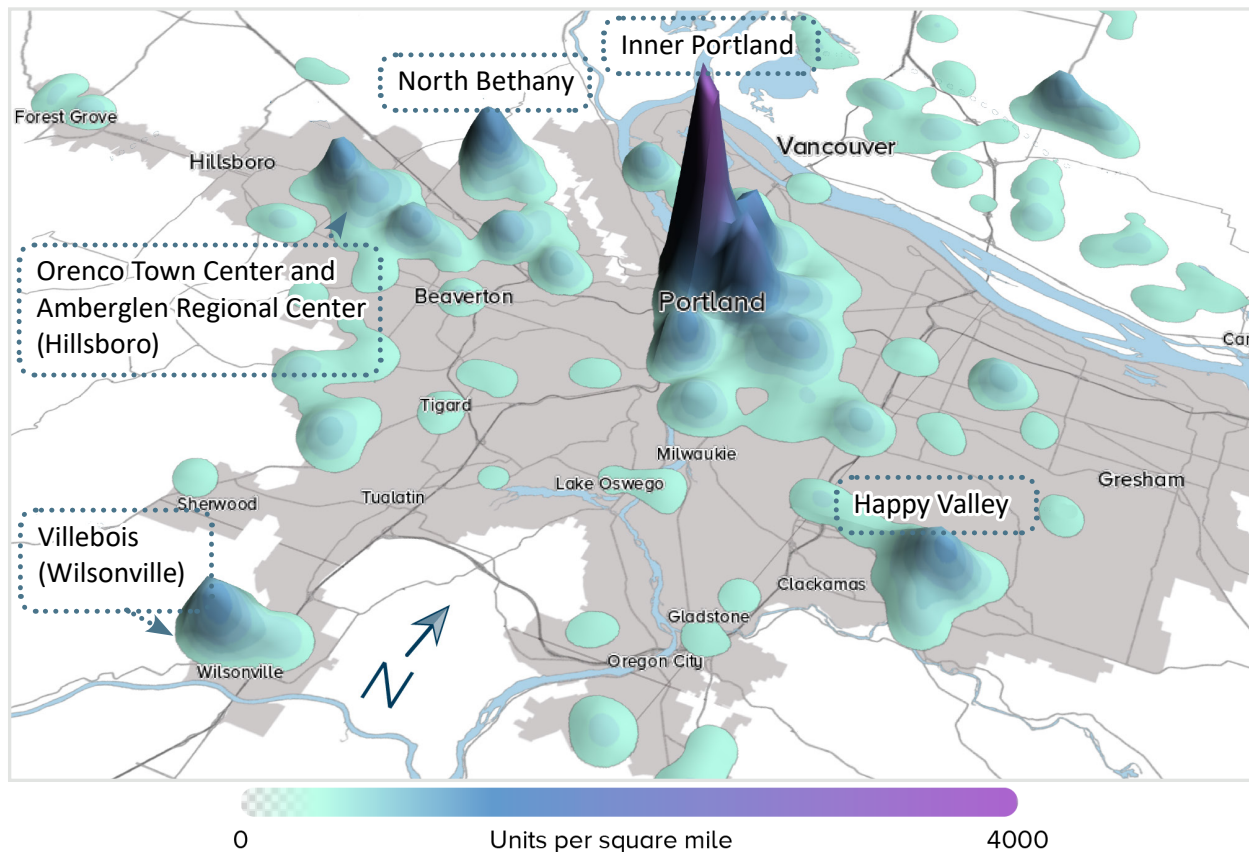 Inner Portland
North Bethany
Forest Grove
Hillsboro
Vancouver
Orenco Town Center and
Amberglen Regional Center
(Hillsboro)
Beaverton
Portland
Tigard
Milwaukie
Lake Oswego
Gresham
Tualatin
Sherwood
Happy Valley
Villebois
(Wilsonville)
Clackamas
Gladstone
Oregon City
Wilsonville
N
0
Units per square mile
4000